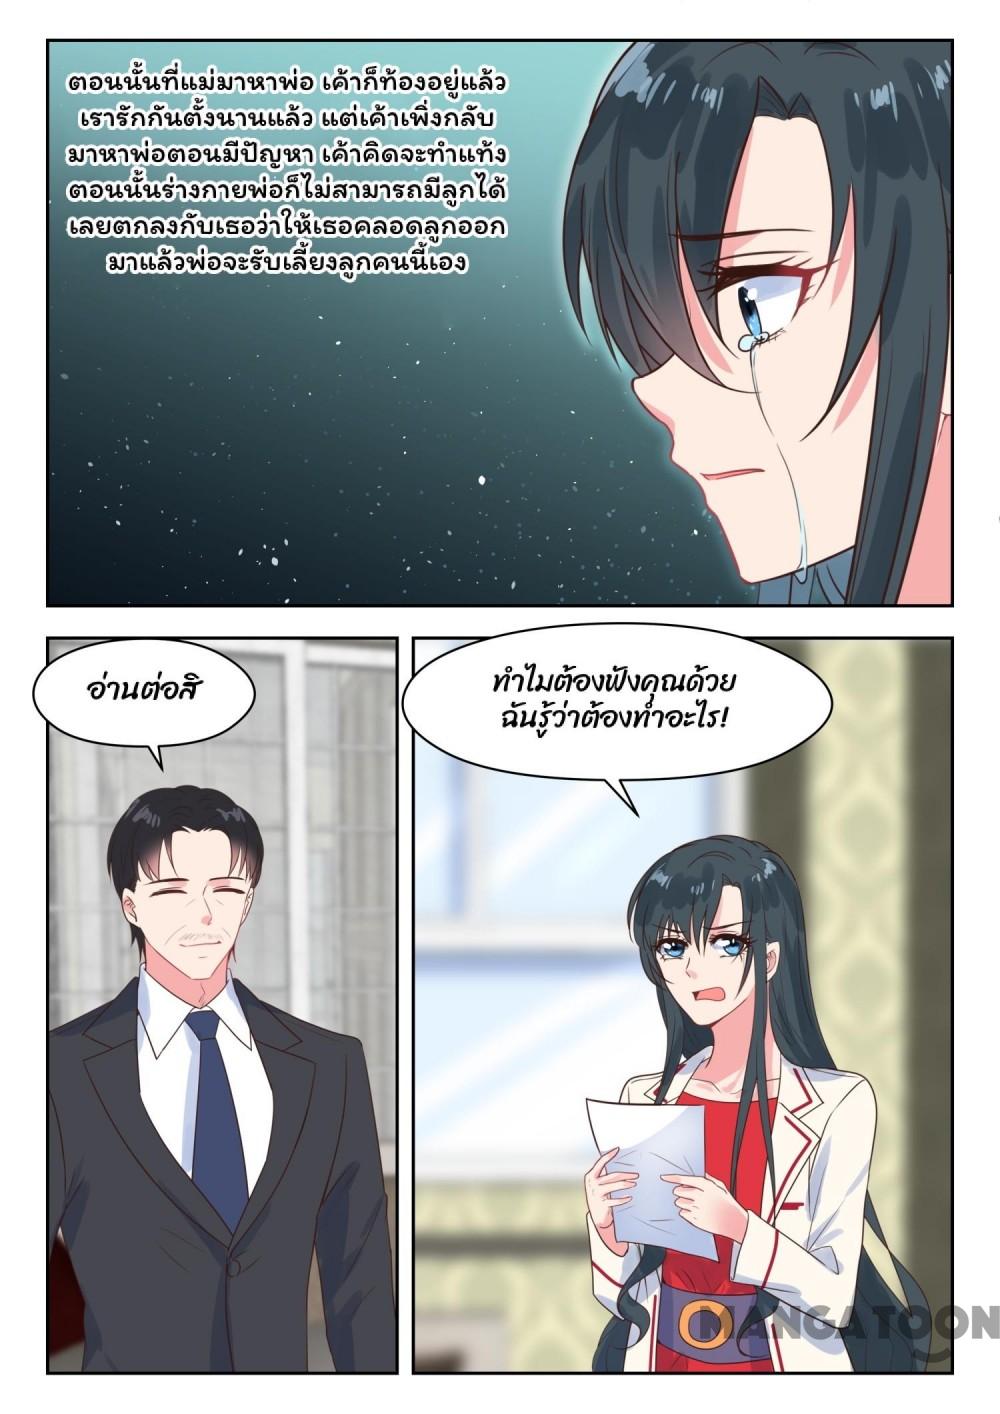 ตอนนั้นที่แม่มาหาพ่อ เค้าก็ท้องอยู่แล้ว
เรารักกันตั้งนานแล้ว แต่เค้าเพิ่งกลับ
มาหาพ่อตอนมีปัญหา เค้าคิดจะทำแท้ง
ตอนนั้นร่างกายพ่อก็ไม่สามารถมีลูกได้
เลยตกลงกับเธอว่าให้เธอคลอดลูกออก
มาแล้วพ่อจะรับเลี้ยงลูกคนนี้เอง
อ่านต่อสิ
ทำไมต้องฟังคุณด้วย
ฉันรู้ว่าต้องทำอะไร!
MANGATOON